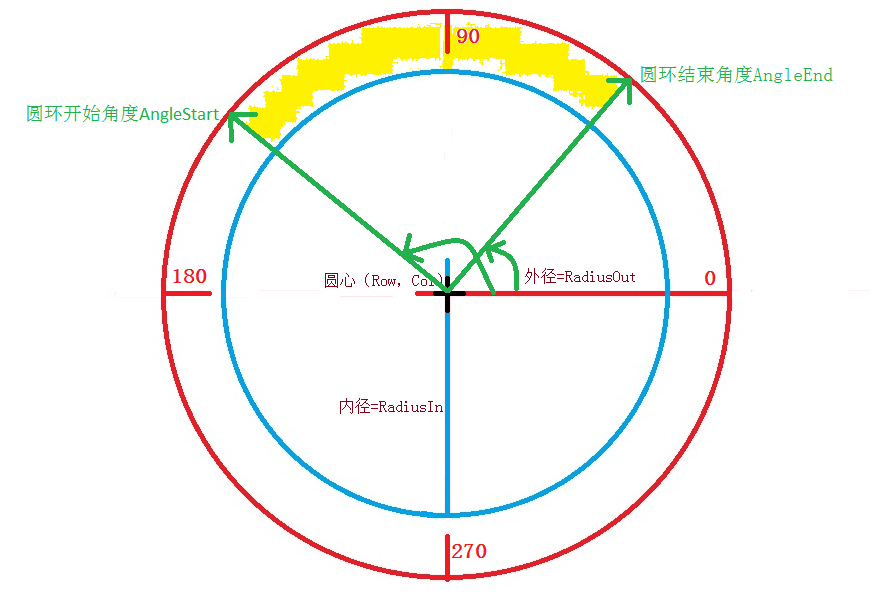 90
圆环结束角度AngleEnd
圆环开始角度AngleStart
180
圆心（Row，Col）
外径=RadiusOut
0
内径=RadiusIn
270